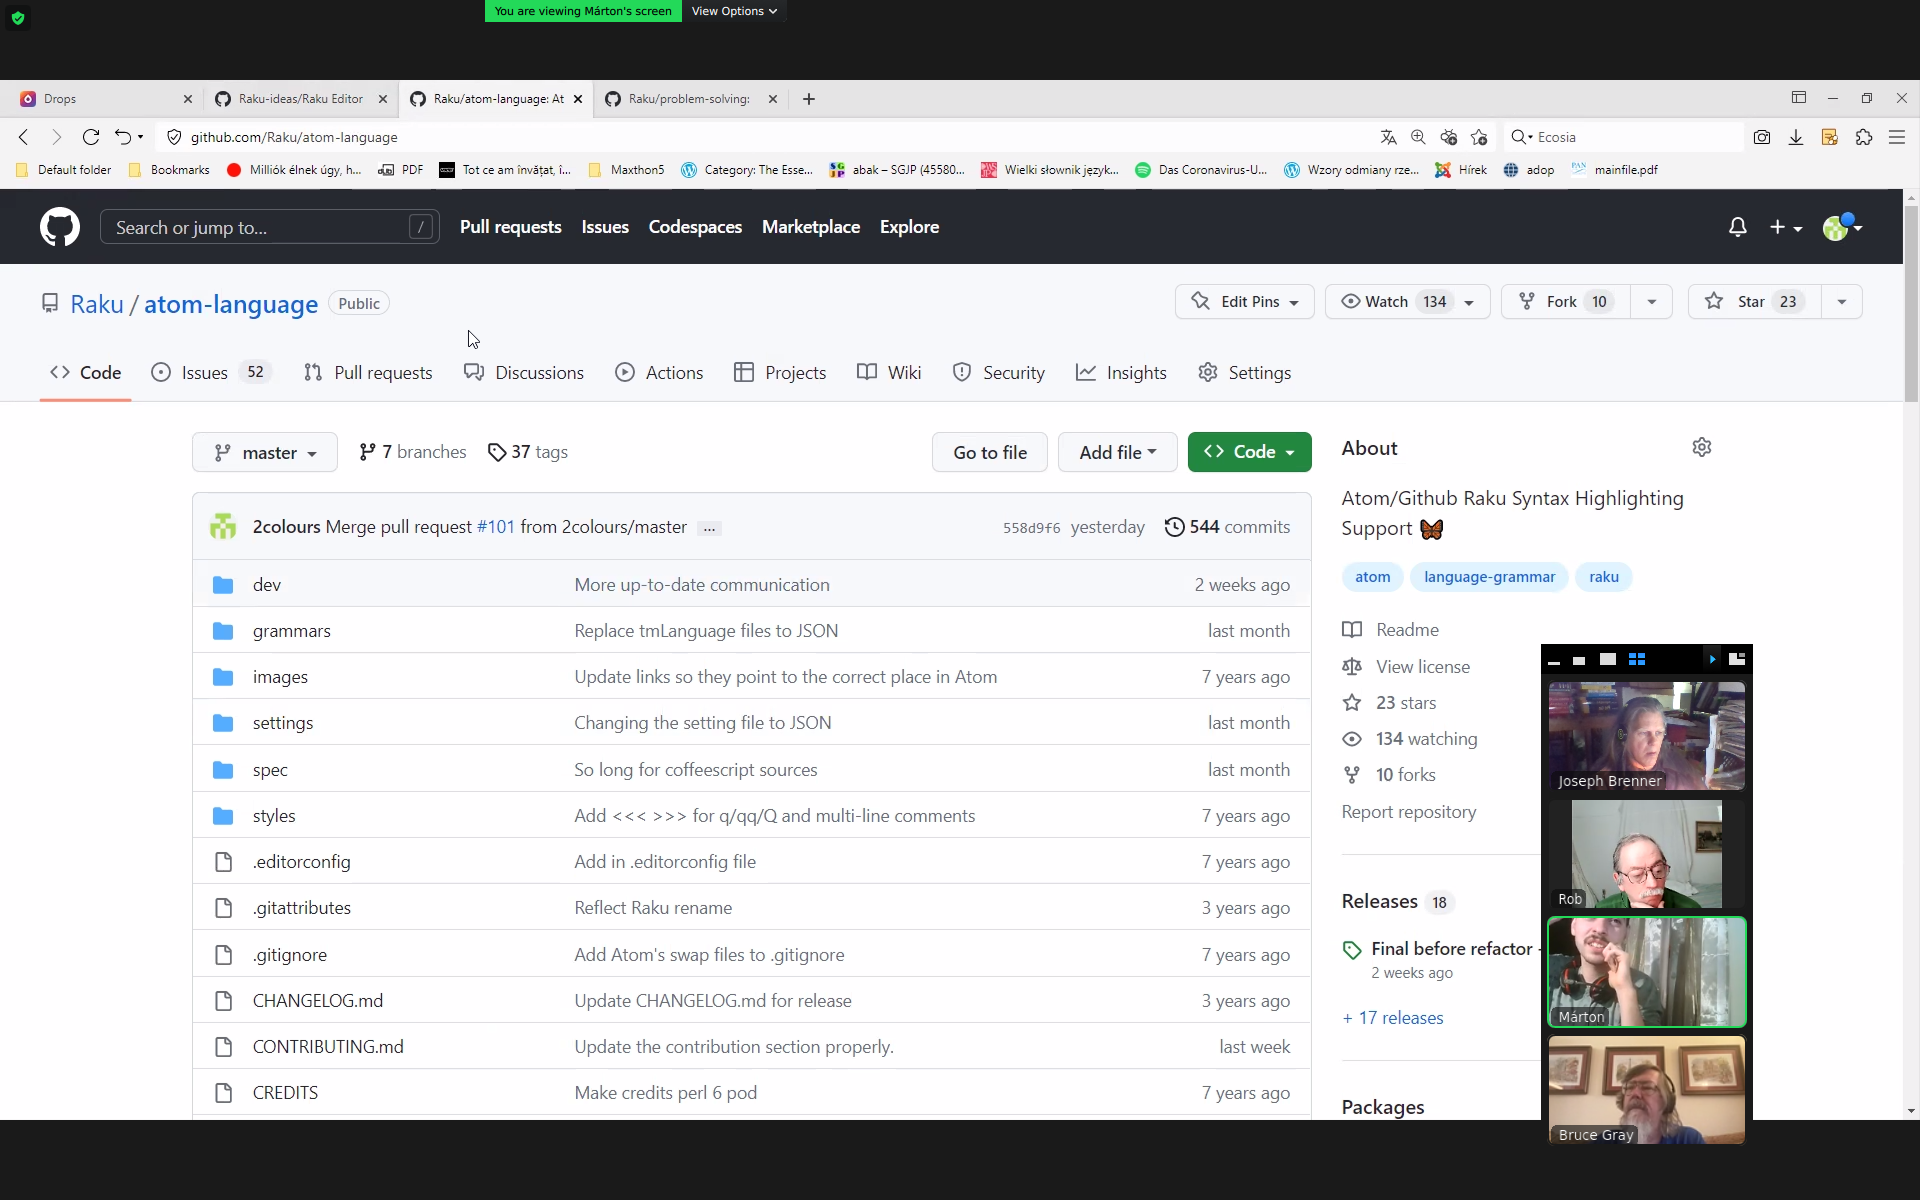 You are viewing Márton's screen View Options
Drops
Raku-ideas/Raku Editor
Raku/atom-language: At
Raku/problem-solving:
github.com/Raku/atom-language
Ecosia
Default folder
Bookmarks
Milliók élnek úgy, h...
PDF
Tot ce am învățat, î...
Maxthon5
Category: The Esse...
abak – SGJP (45580...
Wielki słownik język...
Das Coronavirus-U...
Wzory odmiany rze...
Hírek
adop
mainfile.pdf
Search or jump to... /
Pull requests Issues Codespaces Marketplace Explore
Raku / atom-language Public
Edit Pins
Watch 134
Fork 10
Star 23
Code
Issues 52
Pull requests
Discussions
Actions
Projects
Wiki
Security
Insights
Settings
master
7 branches
37 tags
Go to file
Add file
Code
2colours Merge pull request #101 from 2colours/master ... 558d9f6 yesterday 544 commits
dev More up-to-date communication 2 weeks ago
grammars Replace tmLanguage files to JSON last month
images Update links so they point to the correct place in Atom 7 years ago
settings Changing the setting file to JSON last month
spec So long for coffeescript sources last month
styles Add <<< >>> for q/qq/Q and multi-line comments 7 years ago
.editorconfig Add in .editorconfig file 7 years ago
.gitattributes Reflect Raku rename 3 years ago
.gitignore Add Atom's swap files to .gitignore 7 years ago
CHANGELOG.md Update CHANGELOG.md for release 3 years ago
CONTRIBUTING.md Update the contribution section properly. last week
CREDITS Make credits perl 6 pod 7 years ago
About
Atom/Github Raku Syntax Highlighting
Support
atom language-grammar raku
Readme
View license
23 stars
134 watching
10 forks
Report repository
Releases 18
Final before refactor -
2 weeks ago
+ 17 releases
Packages
Joseph Brenner
Rob
Márton
Bruce Gray